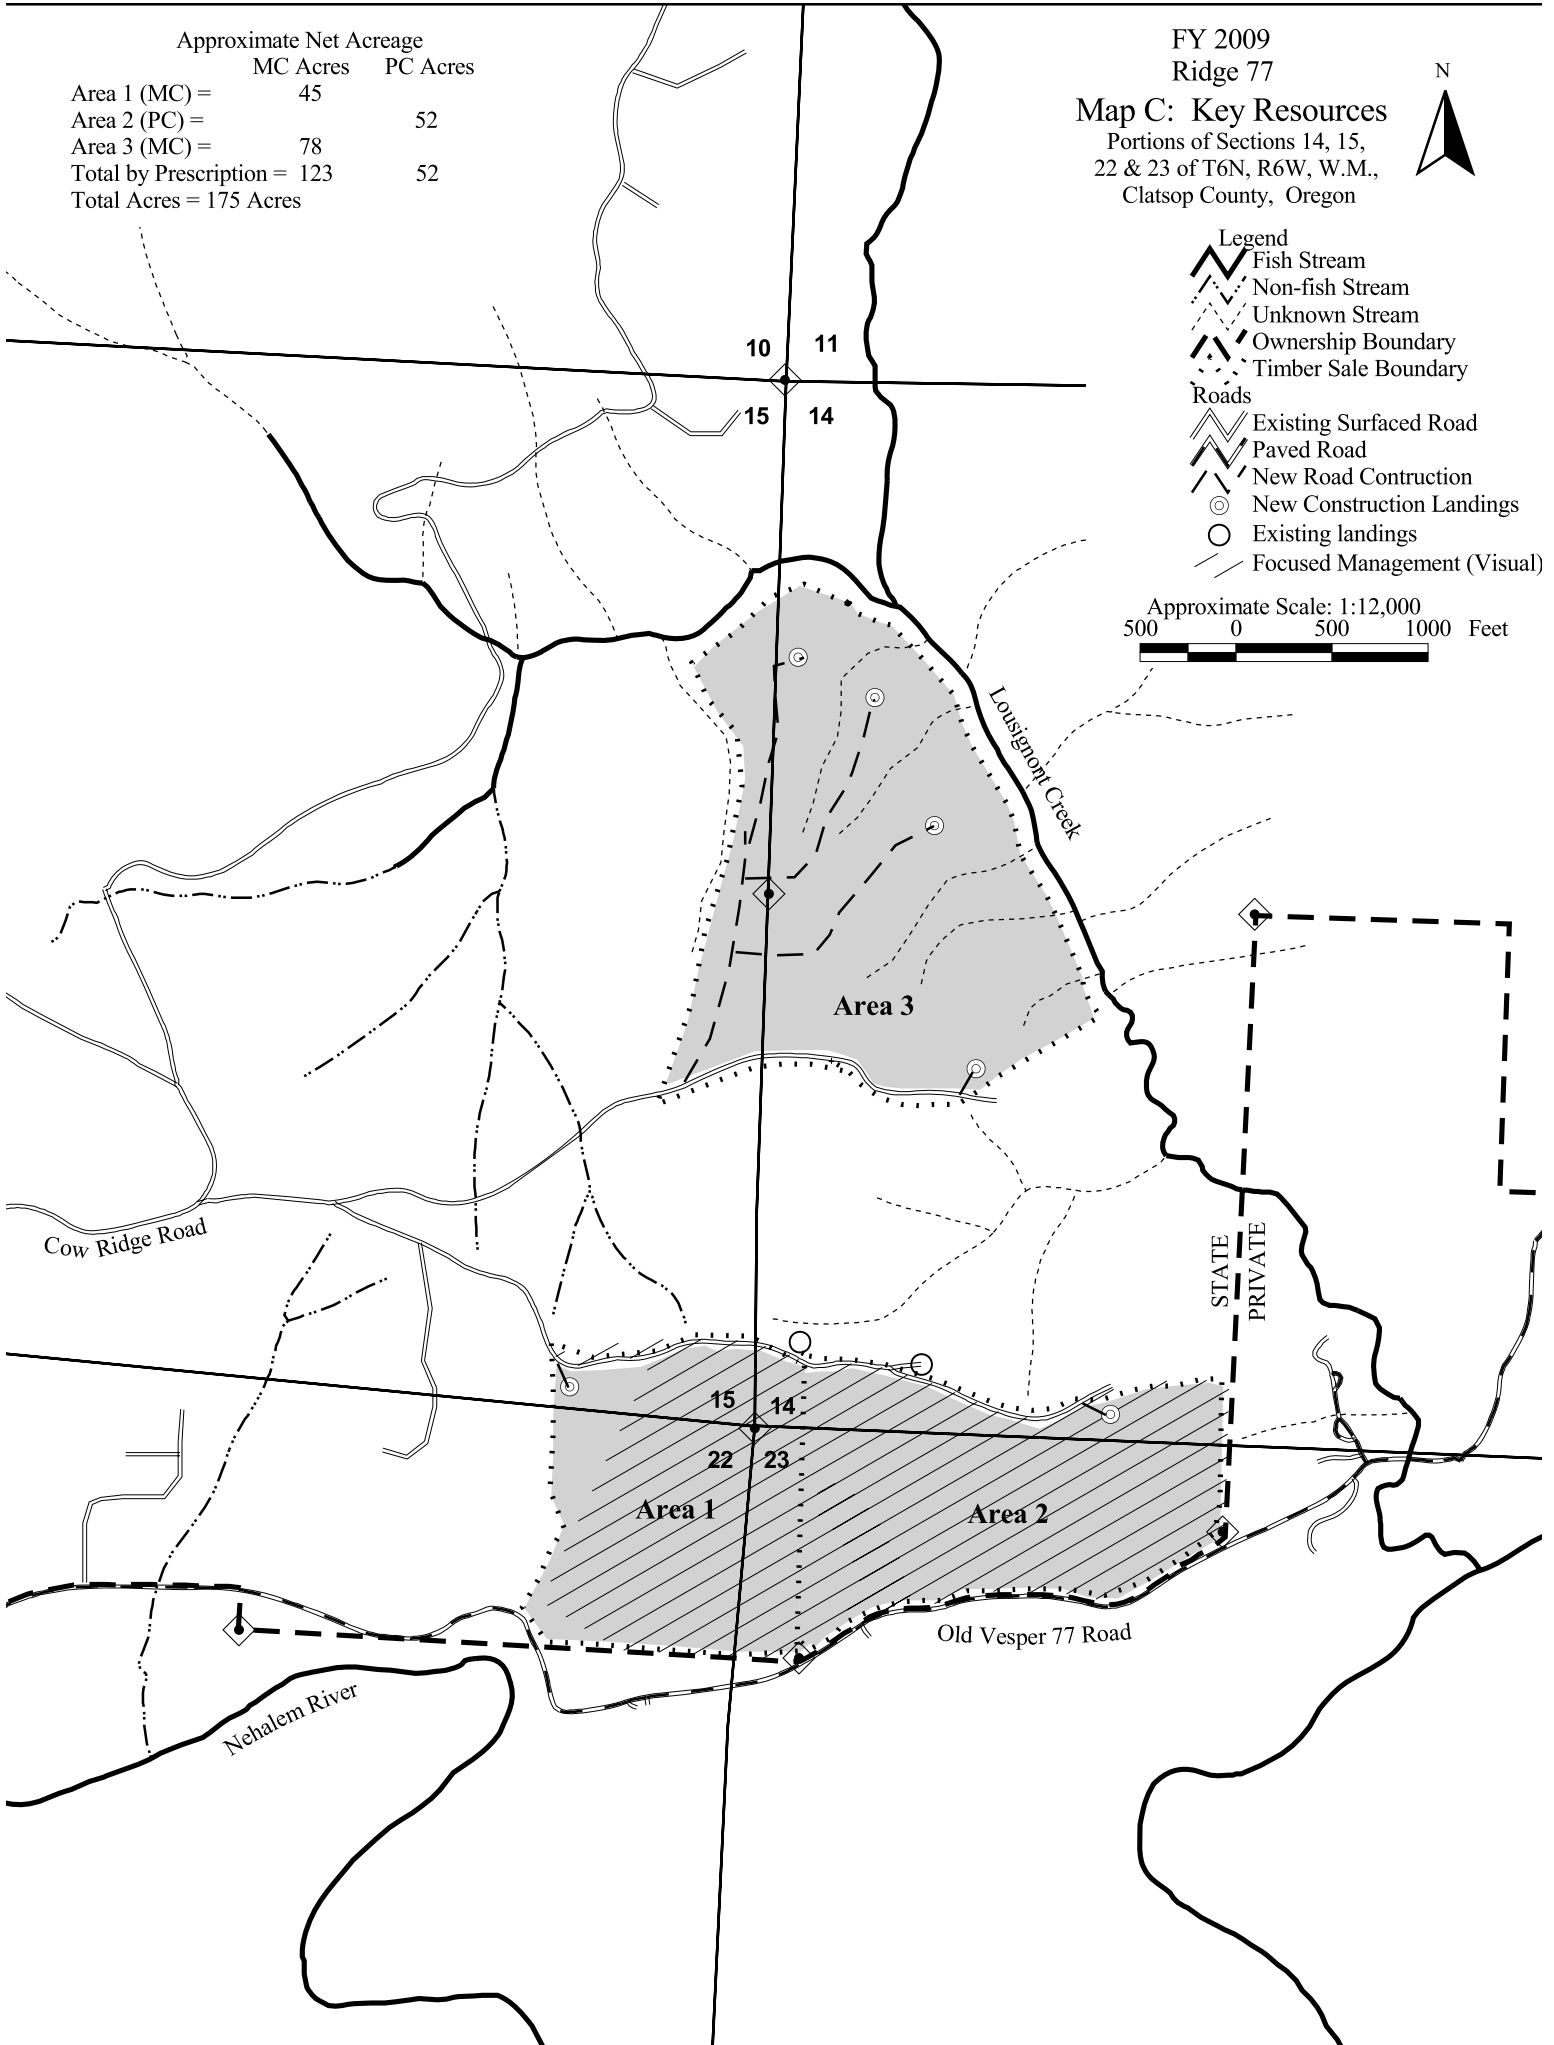 Approximate Net Acreage
MC Acres PC Acres
Area 1 (MC) = 45
Area 2 (PC) = 52
Area 3 (MC) = 78
Total by Prescription = 123 52
Total Acres = 175 Acres
FY 2009
Ridge 77
Map C: Key Resources
Portions of Sections 14, 15,
22 & 23 of T6N, R6W, W.M.,
Clatsop County, Oregon
N
Legend
Fish Stream
Non-fish Stream
Unknown Stream
Ownership Boundary
Timber Sale Boundary
Roads
Existing Surfaced Road
Paved Road
New Road Contruction
New Construction Landings
Existing landings
Focused Management (Visual)
Approximate Scale: 1:12,000
500 0 500 1000 Feet
10 11
15 14
Lousignont Creek
Area 3
Cow Ridge Road
STATE
PRIVATE
15 14
22 23
Area 1
Area 2
Old Vesper 77 Road
Nehalem River